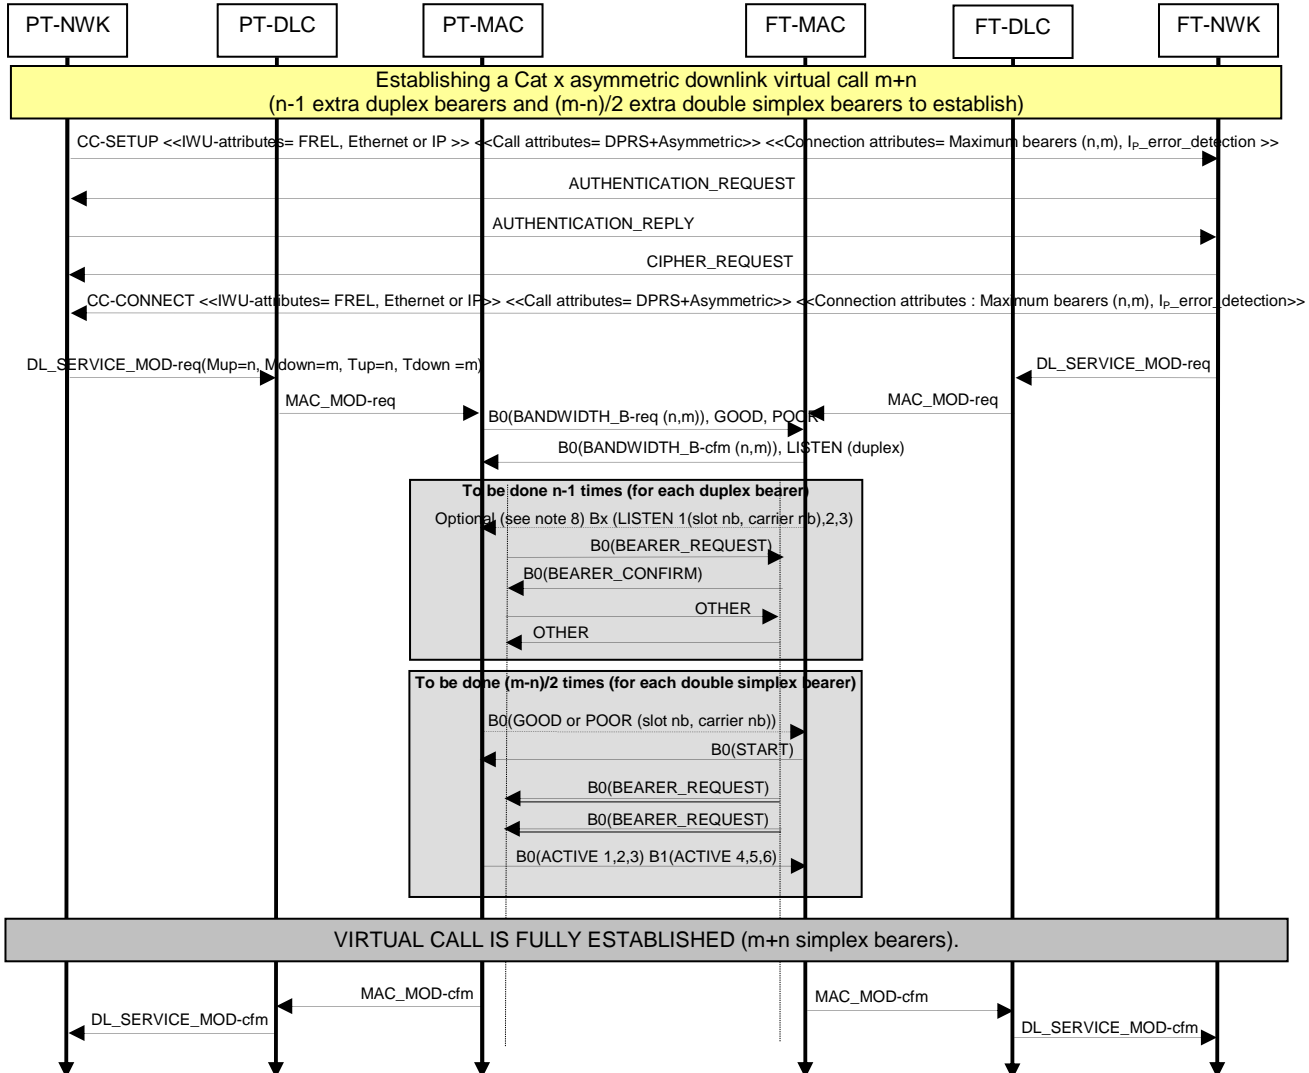 PT-NWK PT-DLC PT-MAC FT-MAC FT-DLC FT-NWK
Establishing a Cat x asymmetric downlink virtual call m+n
(n-1 extra duplex bearers and (m-n)/2 extra double simplex bearers to establish)
CC-SETUP <<IWU-attributes= FREL, Ethernet or IP >> <<Call attributes= DPRS+Asymmetric>> <<Connection attributes= Maximum bearers (n,m), IP_error_detection >>
AUTHENTICATION_REQUEST
AUTHENTICATION_REPLY
CIPHER_REQUEST
CC-CONNECT <<IWU-attributes= FREL, Ethernet or IP>> <<Call attributes= DPRS+Asymmetric>> <<Connection attributes : Maximum bearers (n,m), IP_error_detection>>
DL_SERVICE_MOD-req(Mup=n, Mdown=m, Tup=n, Tdown =m) DL_SERVICE_MOD-req
MAC_MOD-req MAC_MOD-req
B0(BANDWIDTH_B-req (n,m)), GOOD, POOR
B0(BANDWIDTH_B-cfm (n,m)), LISTEN (duplex)
To be done n-1 times (for each duplex bearer)
Optional (see note 8) Bx (LISTEN 1(slot nb, carrier nb),2,3)
B0(BEARER_REQUEST)
B0(BEARER_CONFIRM)
OTHER
OTHER
To be done (m-n)/2 times (for each double simplex bearer)
B0(GOOD or POOR (slot nb, carrier nb))
B0(START)
B0(BEARER_REQUEST)
B0(BEARER_REQUEST)
B0(ACTIVE 1,2,3) B1(ACTIVE 4,5,6)
VIRTUAL CALL IS FULLY ESTABLISHED (m+n simplex bearers).
MAC_MOD-cfm MAC_MOD-cfm
DL_SERVICE_MOD-cfm DL_SERVICE_MOD-cfm